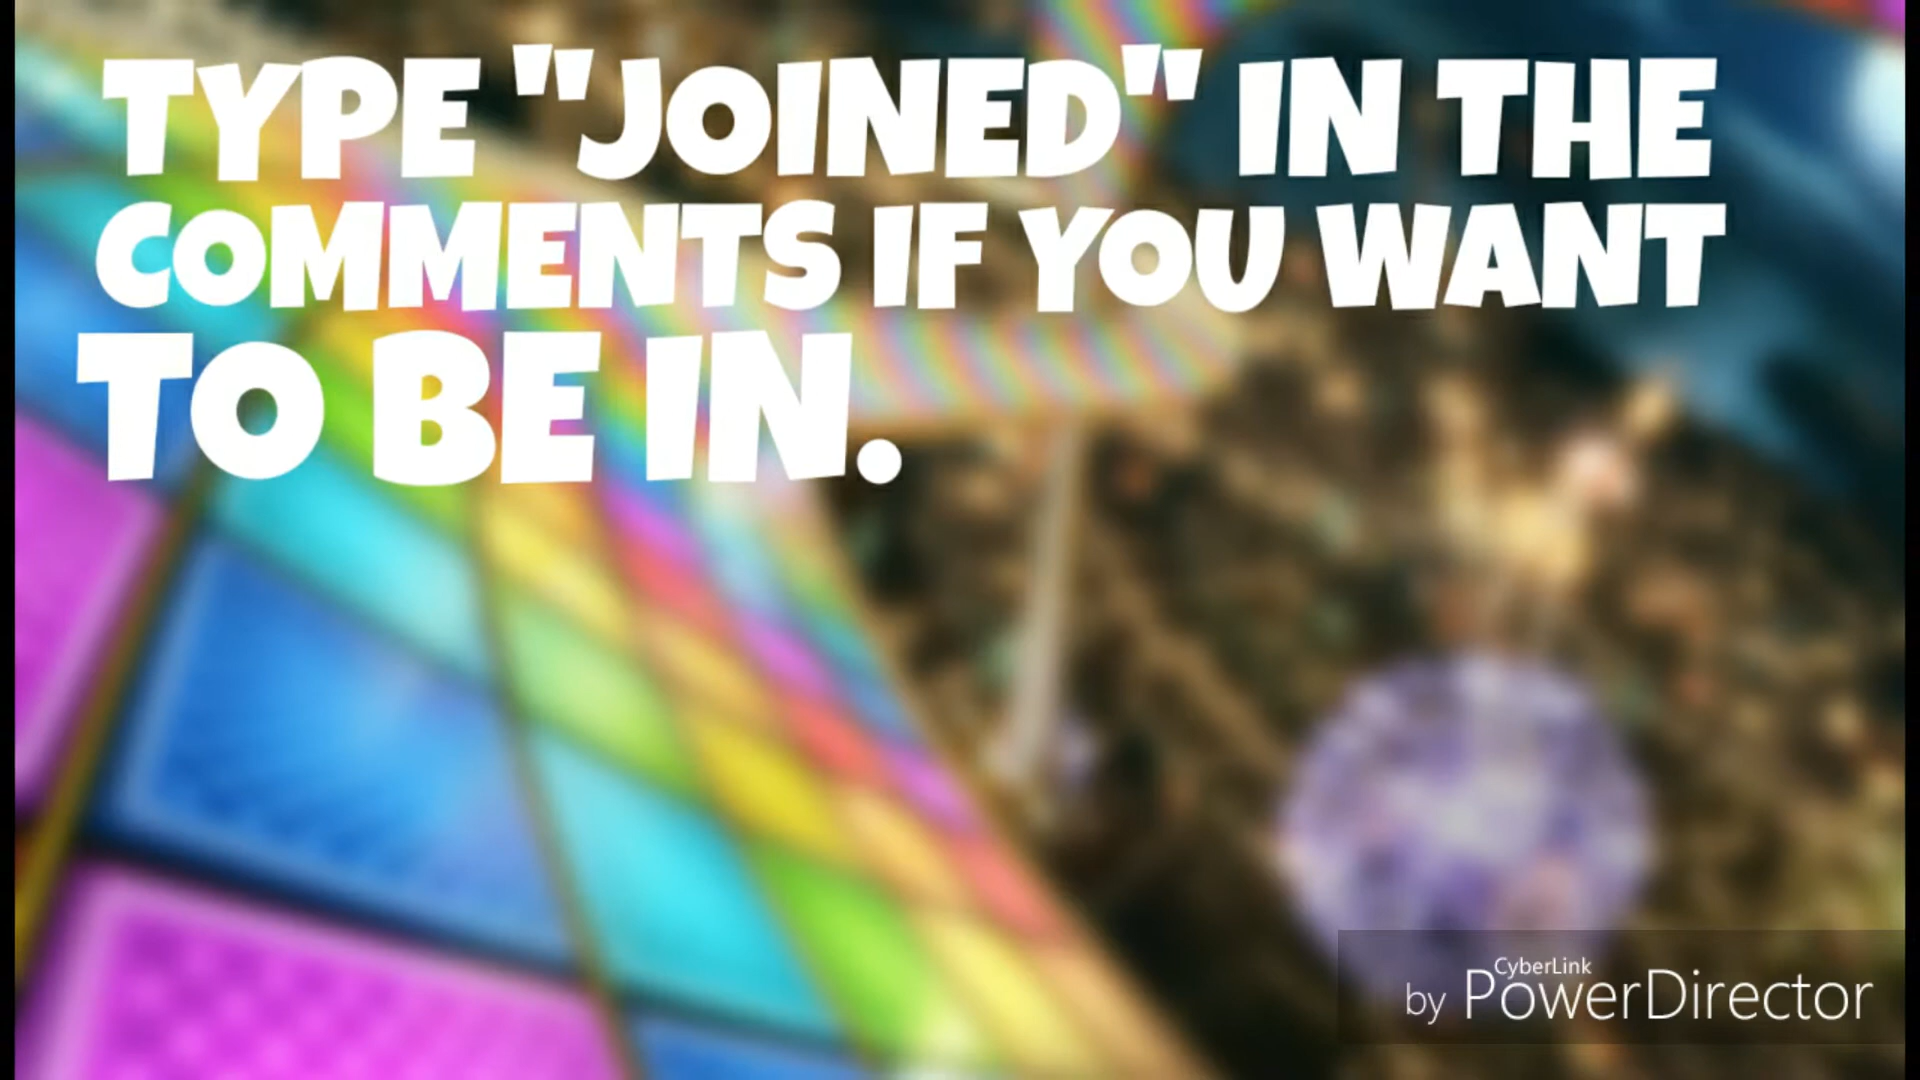 TYPE "JOINED" IN THE
COMMENTS IF YOU WANT
TO BE IN.
CyberLink
by PowerDirector